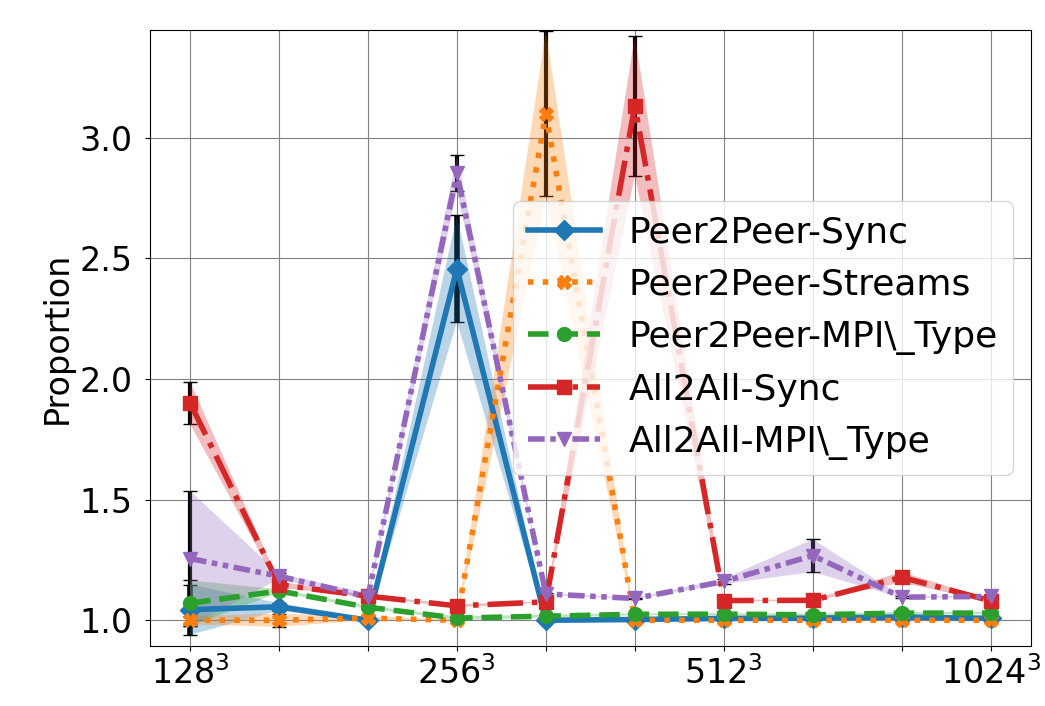 Proportion
3.0
2.5
2.0
1.5
1.0
128³
256³
512³
1024³
Peer2Peer-Sync
Peer2Peer-Streams
Peer2Peer-MPI\_Type
All2All-Sync
All2All-MPI\_Type